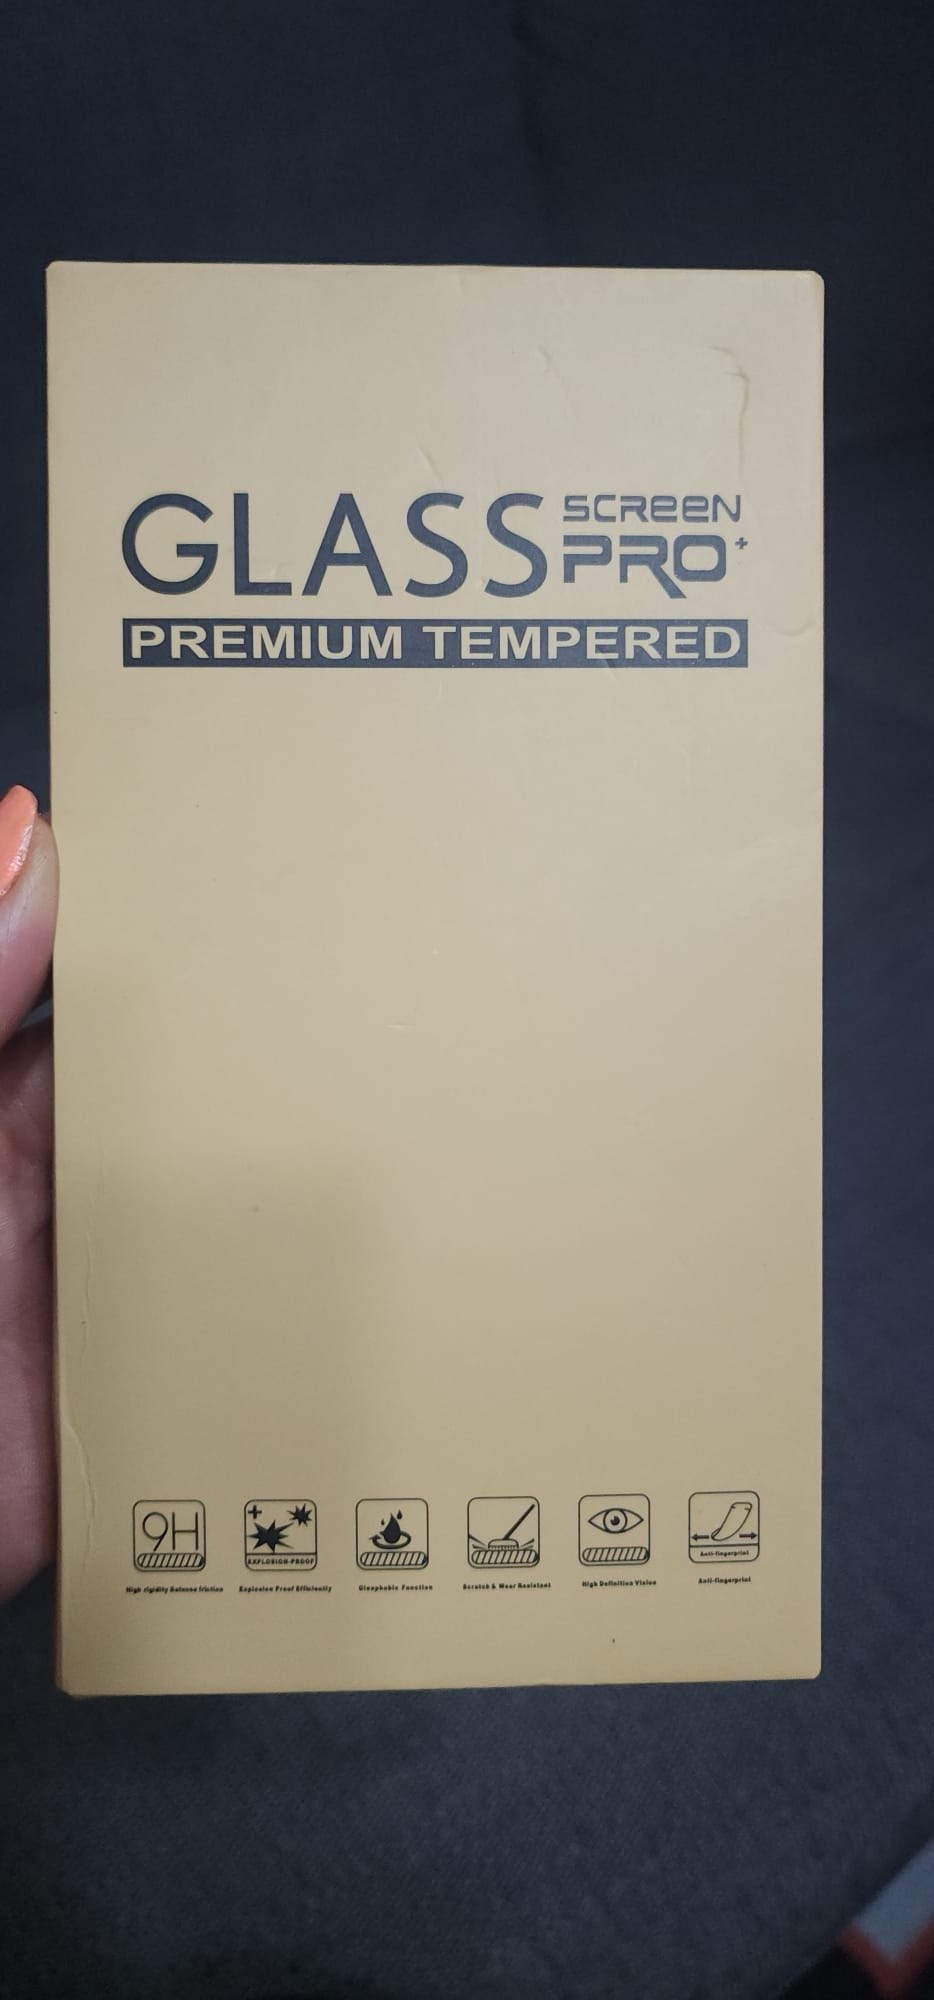 GLASS SCREEN PRO+
PREMIUM TEMPERED
9H
EXPLOSION-PROOF
Anti-fingerprint
High rigidity Defense friction
Explosion Proof Efficiently
Oleophobic Function
Scratch & Wear Resistant
High Definition Vision
Anti-fingerprint